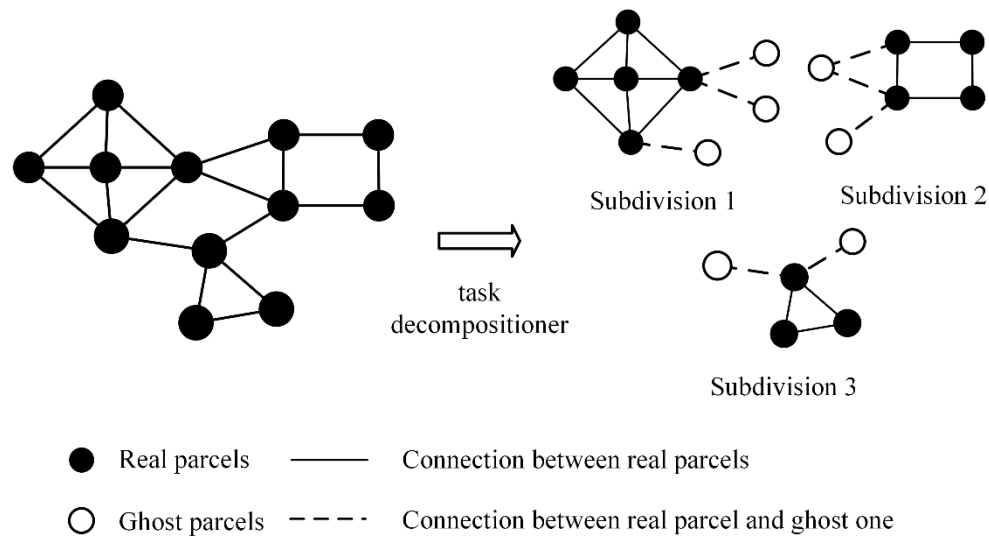 Subdivision 1
Subdivision 2
task
decompositioner
Subdivision 3
Real parcels
Connection between real parcels
Ghost parcels
Connection between real parcel and ghost one